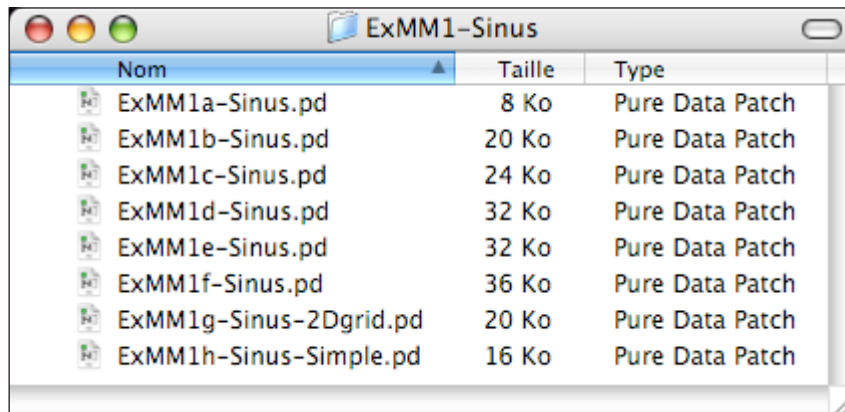 ExMM1-Sinus
Nom Taille Type
ExMM1a-Sinus.pd 8 Ko Pure Data Patch
ExMM1b-Sinus.pd 20 Ko Pure Data Patch
ExMM1c-Sinus.pd 24 Ko Pure Data Patch
ExMM1d-Sinus.pd 32 Ko Pure Data Patch
ExMM1e-Sinus.pd 32 Ko Pure Data Patch
ExMM1f-Sinus.pd 36 Ko Pure Data Patch
ExMM1g-Sinus-2Dgrid.pd 20 Ko Pure Data Patch
ExMM1h-Sinus-Simple.pd 16 Ko Pure Data Patch